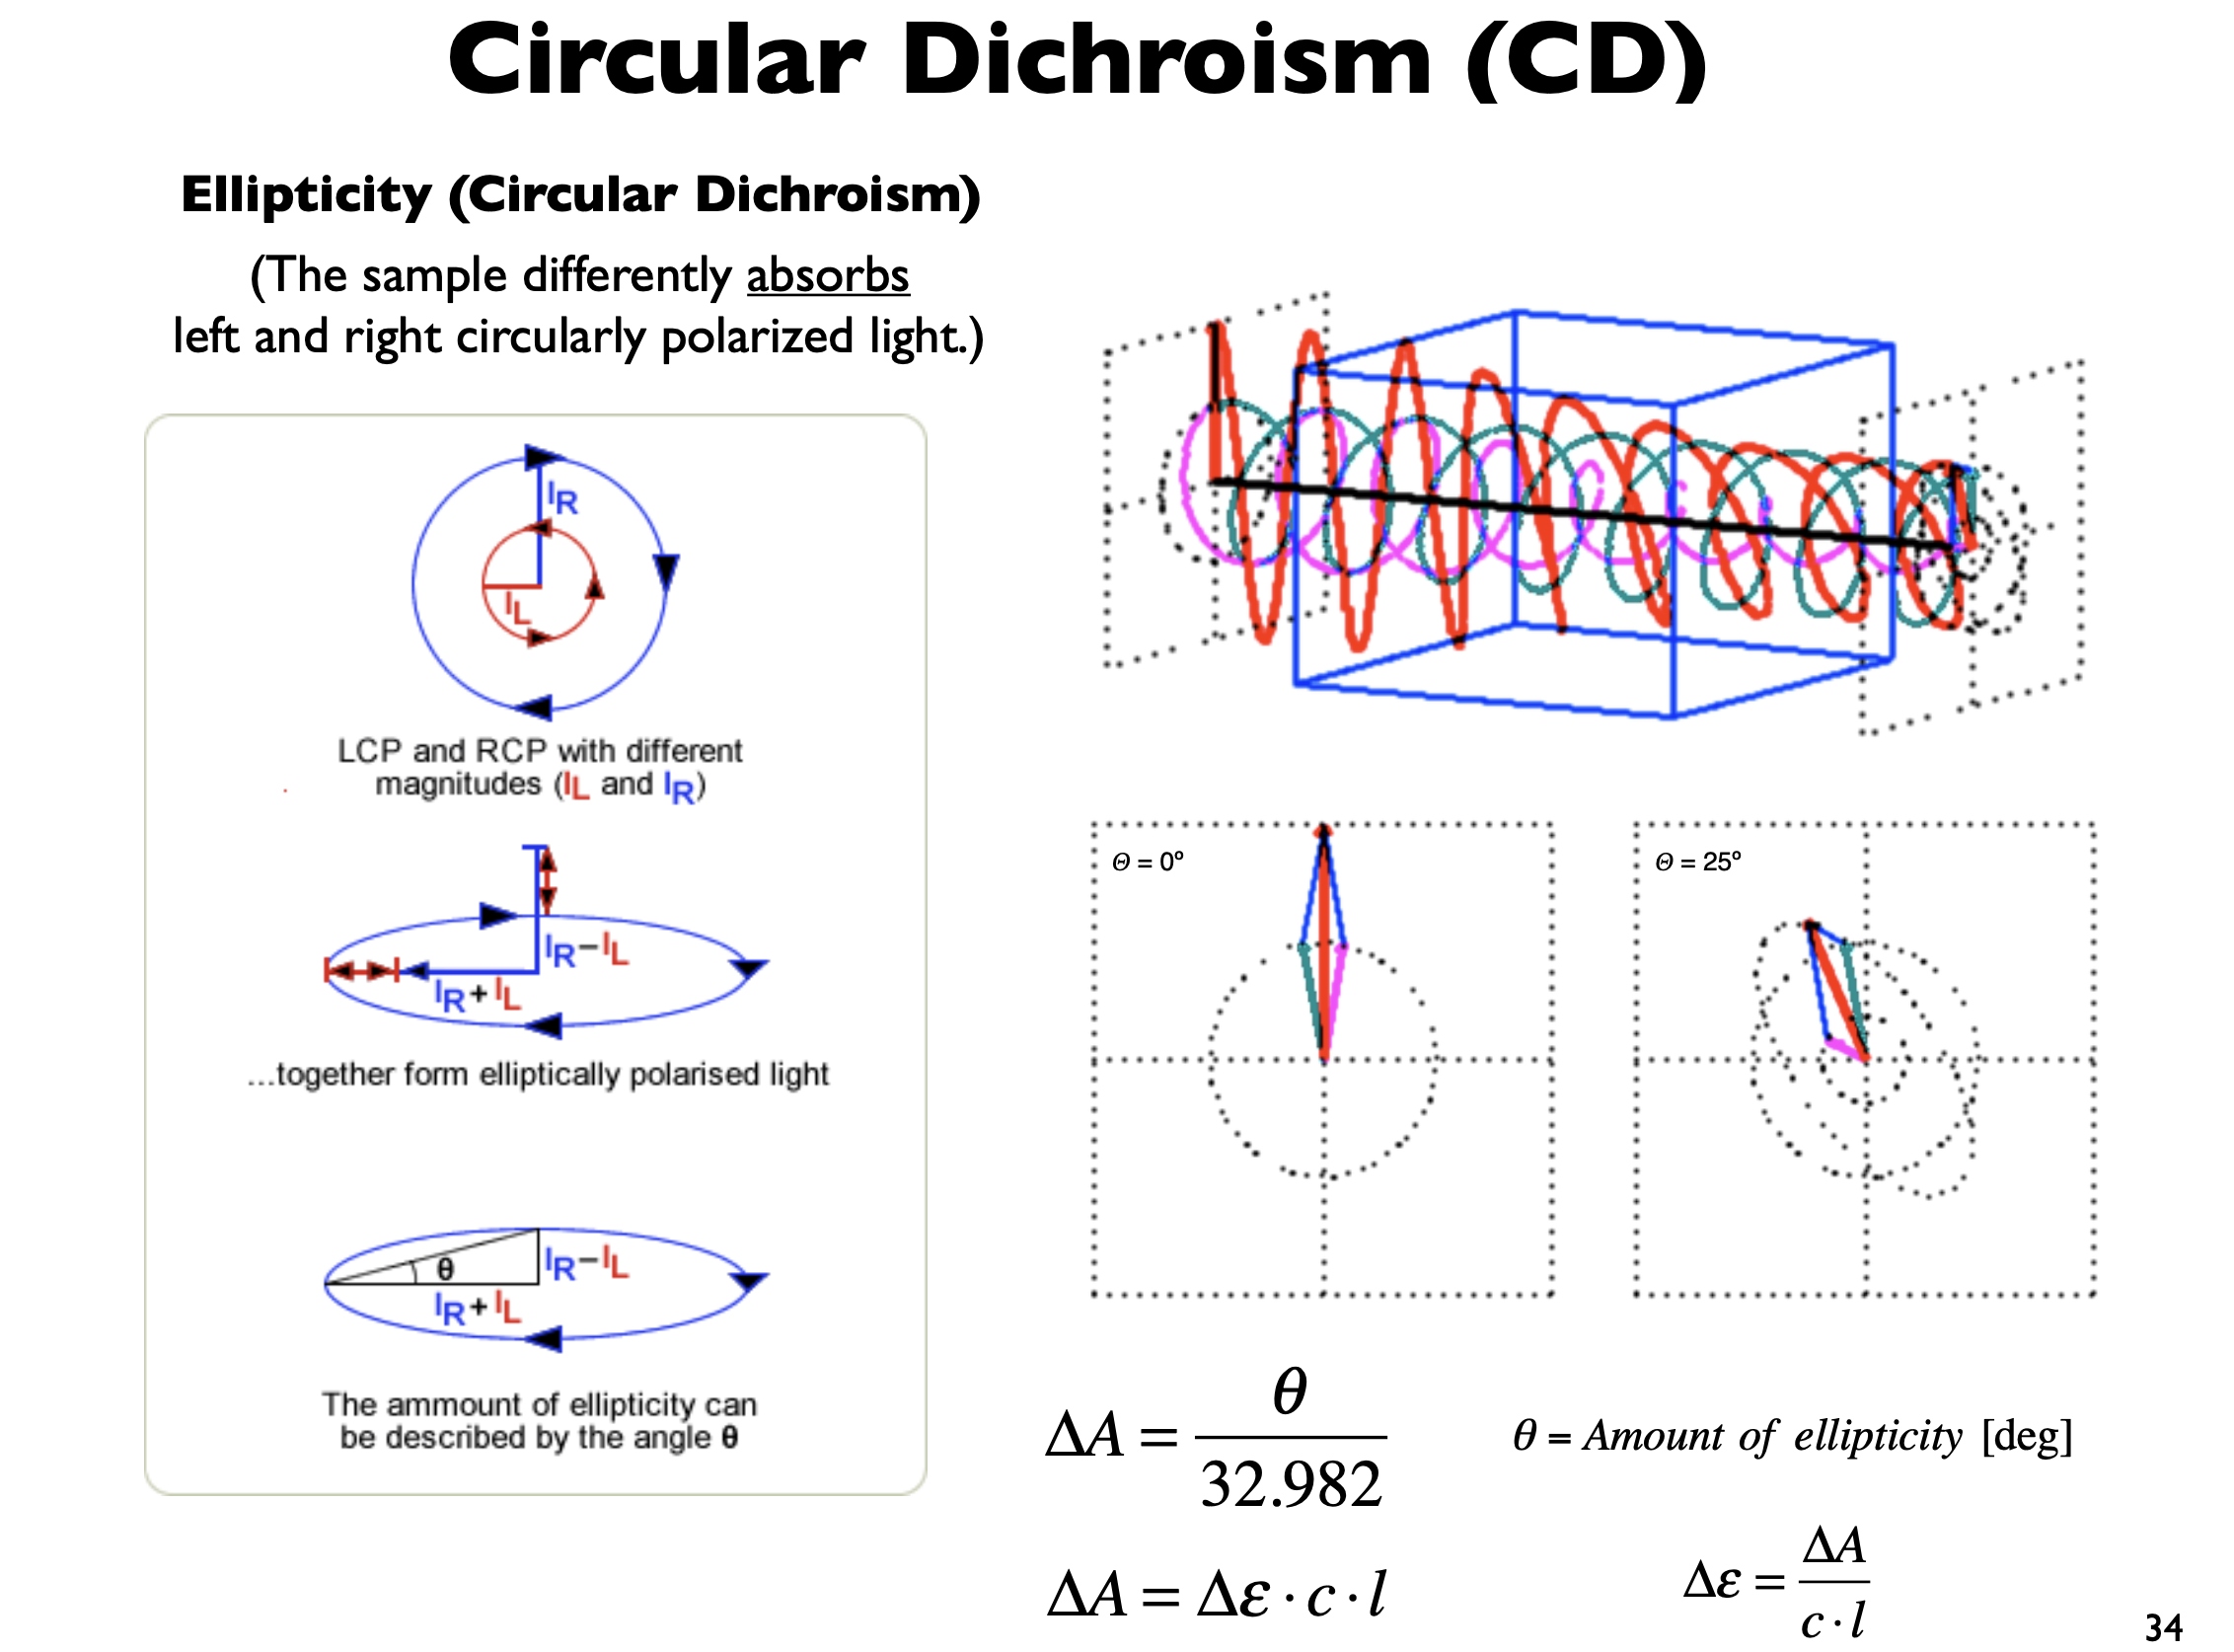 Circular Dichroism (CD)
Ellipticity (Circular Dichroism)
(The sample differently absorbs
left and right circularly polarized light.)
IR
IL
LCP and RCP with different
magnitudes (IL and IR)
IR−IL
IR+IL
...together form elliptically polarised light
θ
IR−IL
IR+IL
The ammount of ellipticity can
be described by the angle θ
Θ = 0º
Θ = 25º
ΔA = θ / 32.982
θ = Amount of ellipticity [deg]
ΔA = Δε · c · l
Δε = ΔA / c · l
34